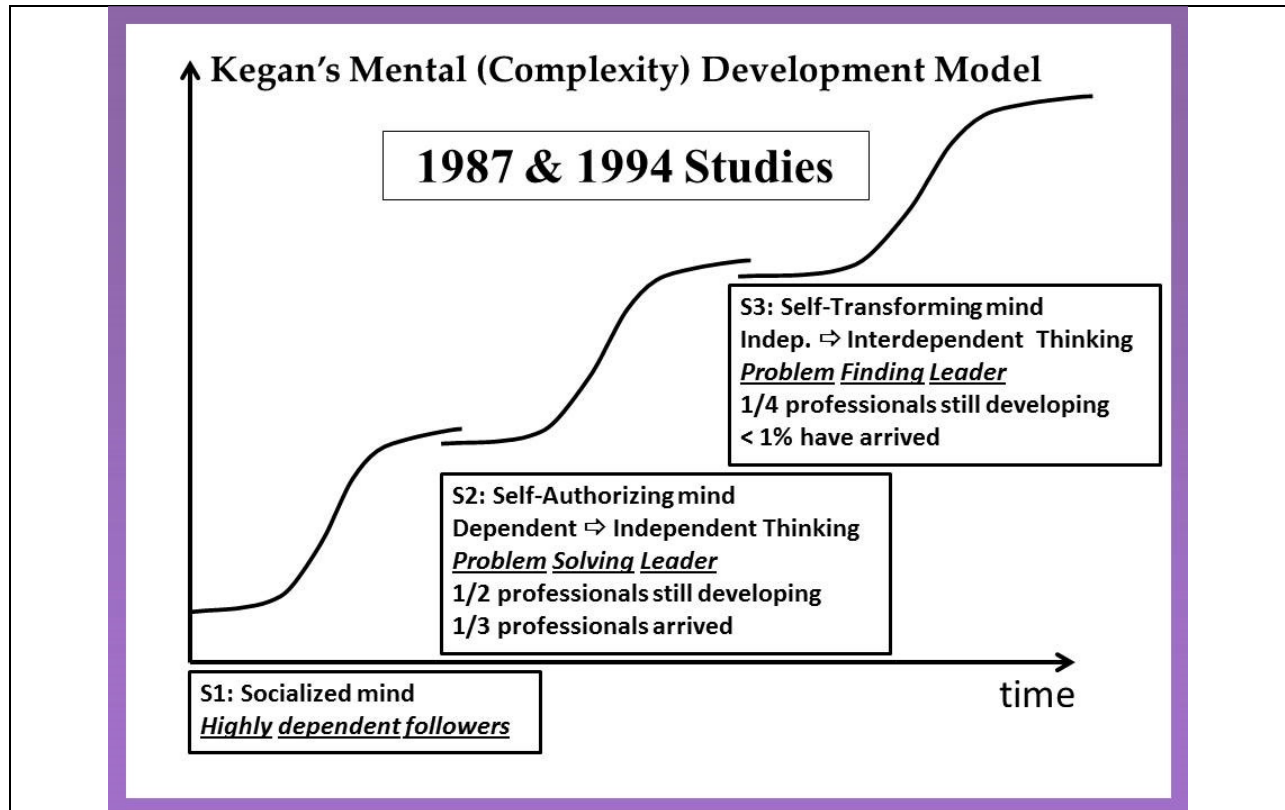 Kegan's Mental (Complexity) Development Model
1987 & 1994 Studies
S3: Self-Transforming mind
Indep. ⇨ Interdependent Thinking
Problem Finding Leader
1/4 professionals still developing
< 1% have arrived
S2: Self-Authorizing mind
Dependent ⇨ Independent Thinking
Problem Solving Leader
1/2 professionals still developing
1/3 professionals arrived
S1: Socialized mind
Highly dependent followers
time